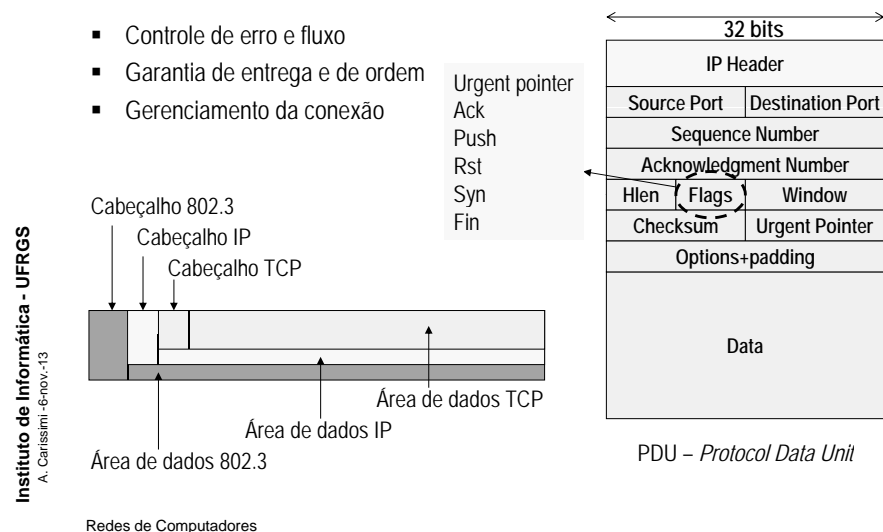 ▪ Controle de erro e fluxo
▪ Garantia de entrega e de ordem
▪ Gerenciamento da conexão
Urgent pointer
Ack
Push
Rst
Syn
Fin
32 bits
IP Header
Source Port Destination Port
Sequence Number
Acknowledgment Number
Hlen Flags Window
Checksum Urgent Pointer
Options+padding
Data
PDU – Protocol Data Unit
Cabeçalho 802.3
Cabeçalho IP
Cabeçalho TCP
Área de dados TCP
Área de dados IP
Área de dados 802.3
Instituto de Informática - UFRGS
A. Carissimi -6-nov.-13
Redes de Computadores